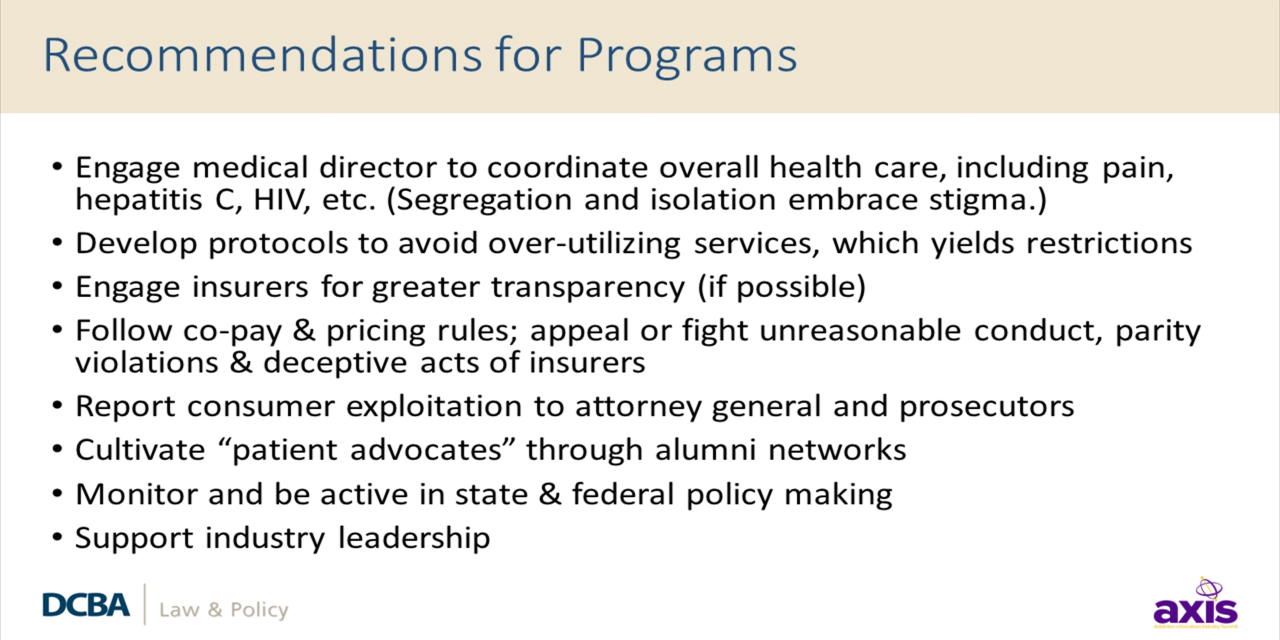 Recommendations for Programs
• Engage medical director to coordinate overall health care, including pain,
hepatitis C, HIV, etc. (Segregation and isolation embrace stigma.)
• Develop protocols to avoid over-utilizing services, which yields restrictions
• Engage insurers for greater transparency (if possible)
• Follow co-pay & pricing rules; appeal or fight unreasonable conduct, parity
violations & deceptive acts of insurers
• Report consumer exploitation to attorney general and prosecutors
• Cultivate “patient advocates” through alumni networks
• Monitor and be active in state & federal policy making
• Support industry leadership
DCBA Law & Policy
axis